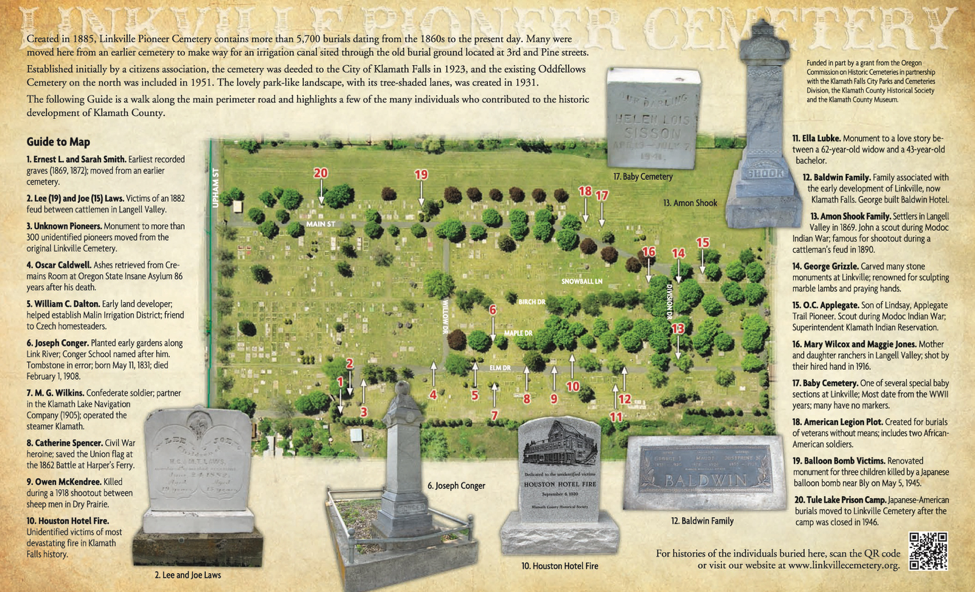 LINKVILLE PIONEER CEMETERY
Created in 1885, Linkville Pioneer Cemetery contains more than 5,700 burials dating from the 1860s to the present day. Many were
moved here from an earlier cemetery to make way for an irrigation canal sited through the old burial ground located at 3rd and Pine streets.
Established initially by a citizens association, the cemetery was deeded to the City of Klamath Falls in 1923, and the existing Oddfellows
Cemetery on the north was included in 1951. The lovely park-like landscape, with its tree-shaded lanes, was created in 1931.
The following Guide is a walk along the main perimeter road and highlights a few of the many individuals who contributed to the historic
development of Klamath County.
Funded in part by a grant from the Oregon
Commission on Historic Cemeteries in partnership
with the Klamath Falls City Parks and Cemeteries
Division, the Klamath County Historical Society
and the Klamath County Museum.
Guide to Map
1. Ernest L. and Sarah Smith. Earliest recorded
graves (1869, 1872); moved from an earlier
cemetery.
2. Lee (19) and Joe (15) Laws. Victims of an 1882
feud between cattlemen in Langell Valley.
3. Unknown Pioneers. Monument to more than
300 unidentified pioneers moved from the
original Linkville Cemetery.
4. Oscar Caldwell. Ashes retrieved from Cre-
mains Room at Oregon State Insane Asylum 86
years after his death.
5. William C. Dalton. Early land developer;
helped establish Malin Irrigation District; friend
to Czech homesteaders.
6. Joseph Conger. Planted early gardens along
Link River; Conger School named after him.
Tombstone in error; born May 11, 1831; died
February 1, 1908.
7. M. G. Wilkins. Confederate soldier; partner
in the Klamath Lake Navigation
Company (1905); operated the
steamer Klamath.
8. Catherine Spencer. Civil War
heroine; saved the Union flag at
the 1862 Battle at Harper's Ferry.
9. Owen McKendree. Killed
during a 1918 shootout between
sheep men in Dry Prairie.
10. Houston Hotel Fire.
Unidentified victims of most
devastating fire in Klamath
Falls history.
UPHAM ST
MAIN ST
WILLOW DR
BIRCH DR
MAPLE DR
ELM DR
SNOWBALL LN
DIVISION DR
20
19
18
17
16
14
15
13
6
2
1
3
4
5
7
8
9
10
12
11
OUR DARLING
HELEN LOIS
SISSON
17. Baby Cemetery
SHOOK
13. Amon Shook
2. Lee and Joe Laws
6. Joseph Conger
Dedicated to the unidentified victims
HOUSTON HOTEL FIRE
September 6, 1920
Klamath County Historical Society
10. Houston Hotel Fire
BALDWIN
12. Baldwin Family
11. Ella Lubke. Monument to a love story be-
tween a 62-year-old widow and a 43-year-old
bachelor.
12. Baldwin Family. Family associated with
the early development of Linkville, now
Klamath Falls. George built Baldwin Hotel.
13. Amon Shook Family. Settlers in Langell
Valley in 1869. John a scout during Modoc
Indian War; famous for shootout during a
cattleman's feud in 1890.
14. George Grizzle. Carved many stone
monuments at Linkville; renowned for sculpting
marble lambs and praying hands.
15. O.C. Applegate. Son of Lindsay, Applegate
Trail Pioneer. Scout during Modoc Indian War;
Superintendent Klamath Indian Reservation.
16. Mary Wilcox and Maggie Jones. Mother
and daughter ranchers in Langell Valley; shot by
their hired hand in 1916.
17. Baby Cemetery. One of several special baby
sections at Linkville; Most date from the WWII
years; many have no markers.
18. American Legion Plot. Created for burials
of veterans without means; includes two African-
American soldiers.
19. Balloon Bomb Victims. Renovated
monument for three children killed by a Japanese
balloon bomb near Bly on May 5, 1945.
20. Tule Lake Prison Camp. Japanese-American
burials moved to Linkville Cemetery after the
camp was closed in 1946.
For histories of the individuals buried here, scan the QR code
or visit our website at www.linkvillecemetery.org.